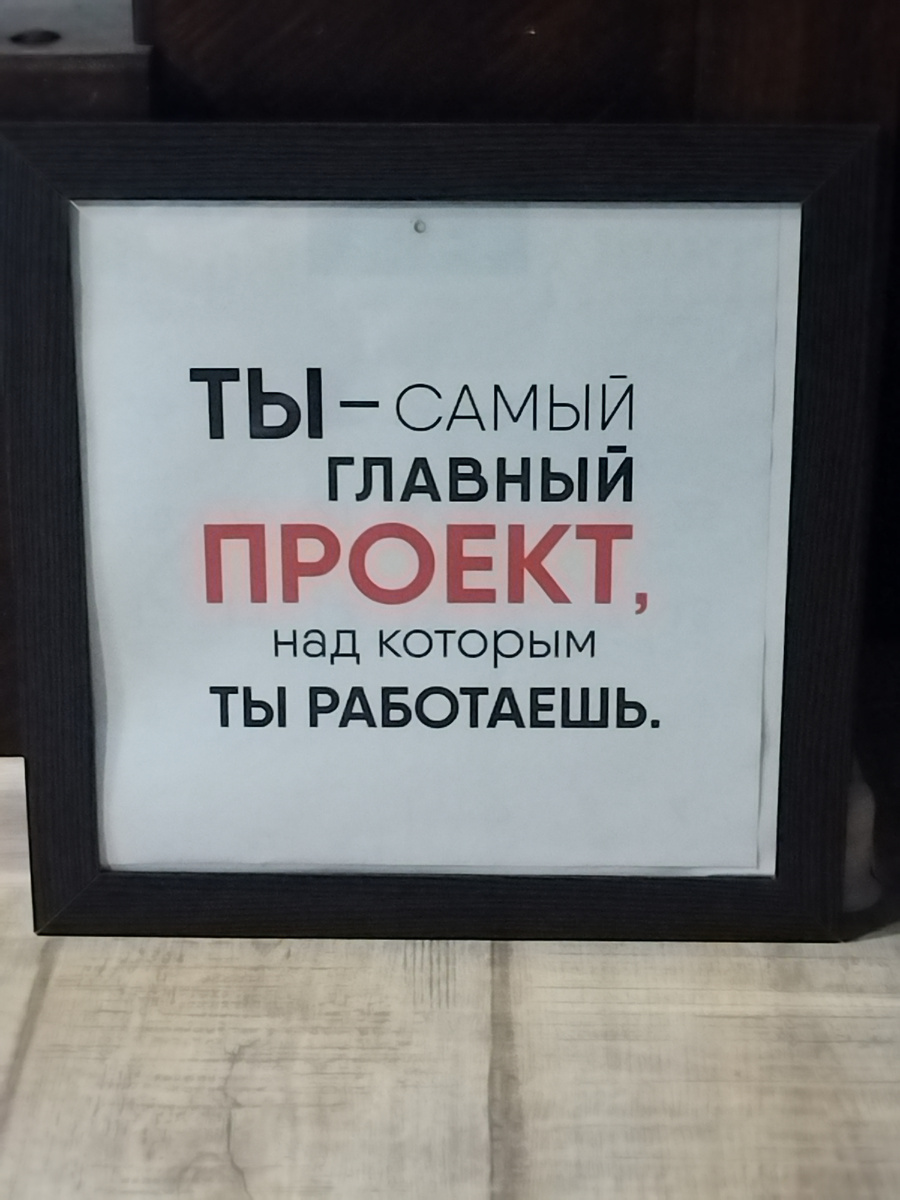 ТЫ – САМЫЙ
ГЛАВНЫЙ
ПРОЕКТ,
над которым
ТЫ РАБОТАЕШЬ.